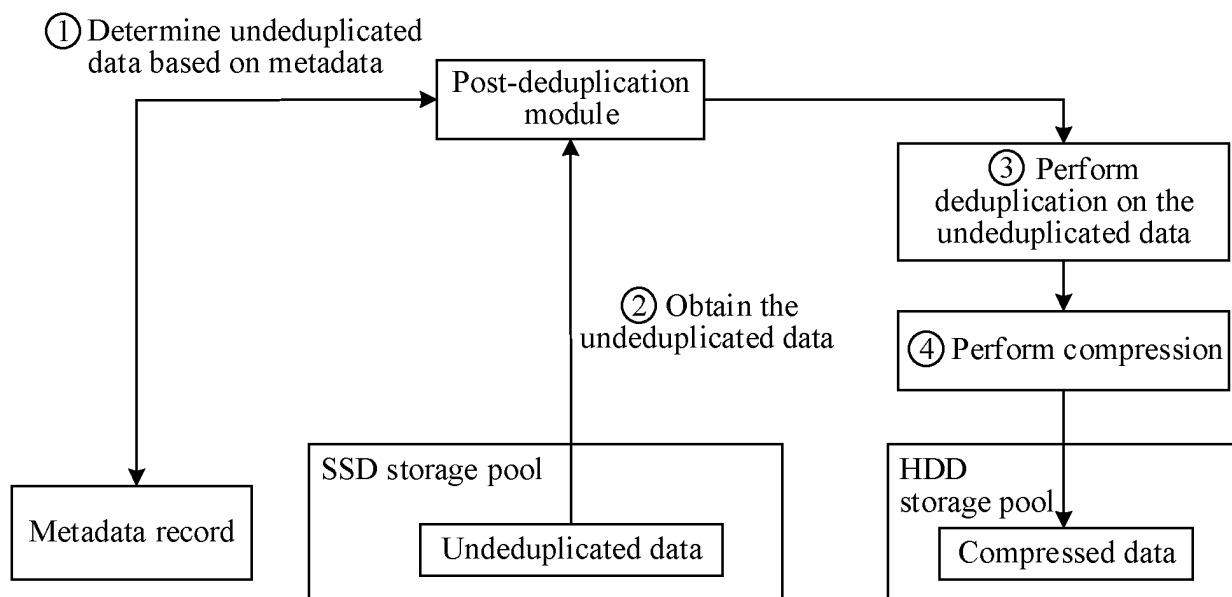 ① Determine undeduplicated
data based on metadata
Post-deduplication
module
③ Perform
deduplication on the
undeduplicated data
② Obtain the
undeduplicated data
④ Perform compression
SSD storage pool
HDD
storage pool
Metadata record
Undeduplicated data
Compressed data